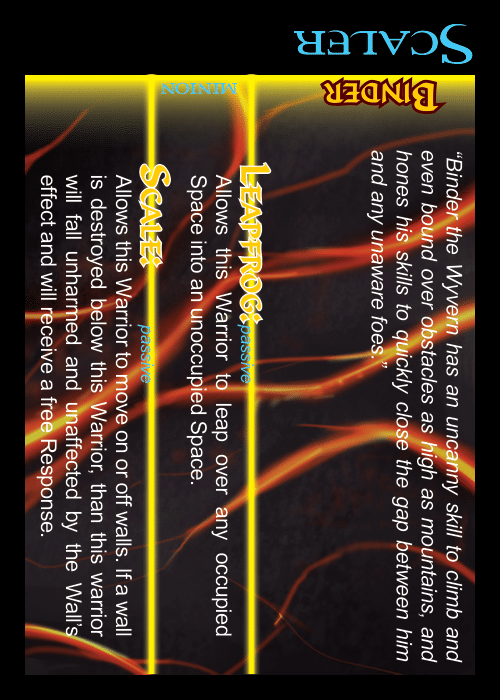 SCALER
BINDER
MINION
“Binder the Wyvern has an uncanny skill to climb and
even bound over obstacles as high as mountains, and
hones his skills to quickly close the gap between him
and any unaware foes.”
LEAPFROG: passive
Allows this Warrior to leap over any occupied
Space into an unoccupied Space.
SCALE: passive
Allows this Warrior to move on or off walls. If a wall
is destroyed below this Warrior, than this warrior
will fall unharmed and unaffected by the Wall's
effect and will receive a free Response.